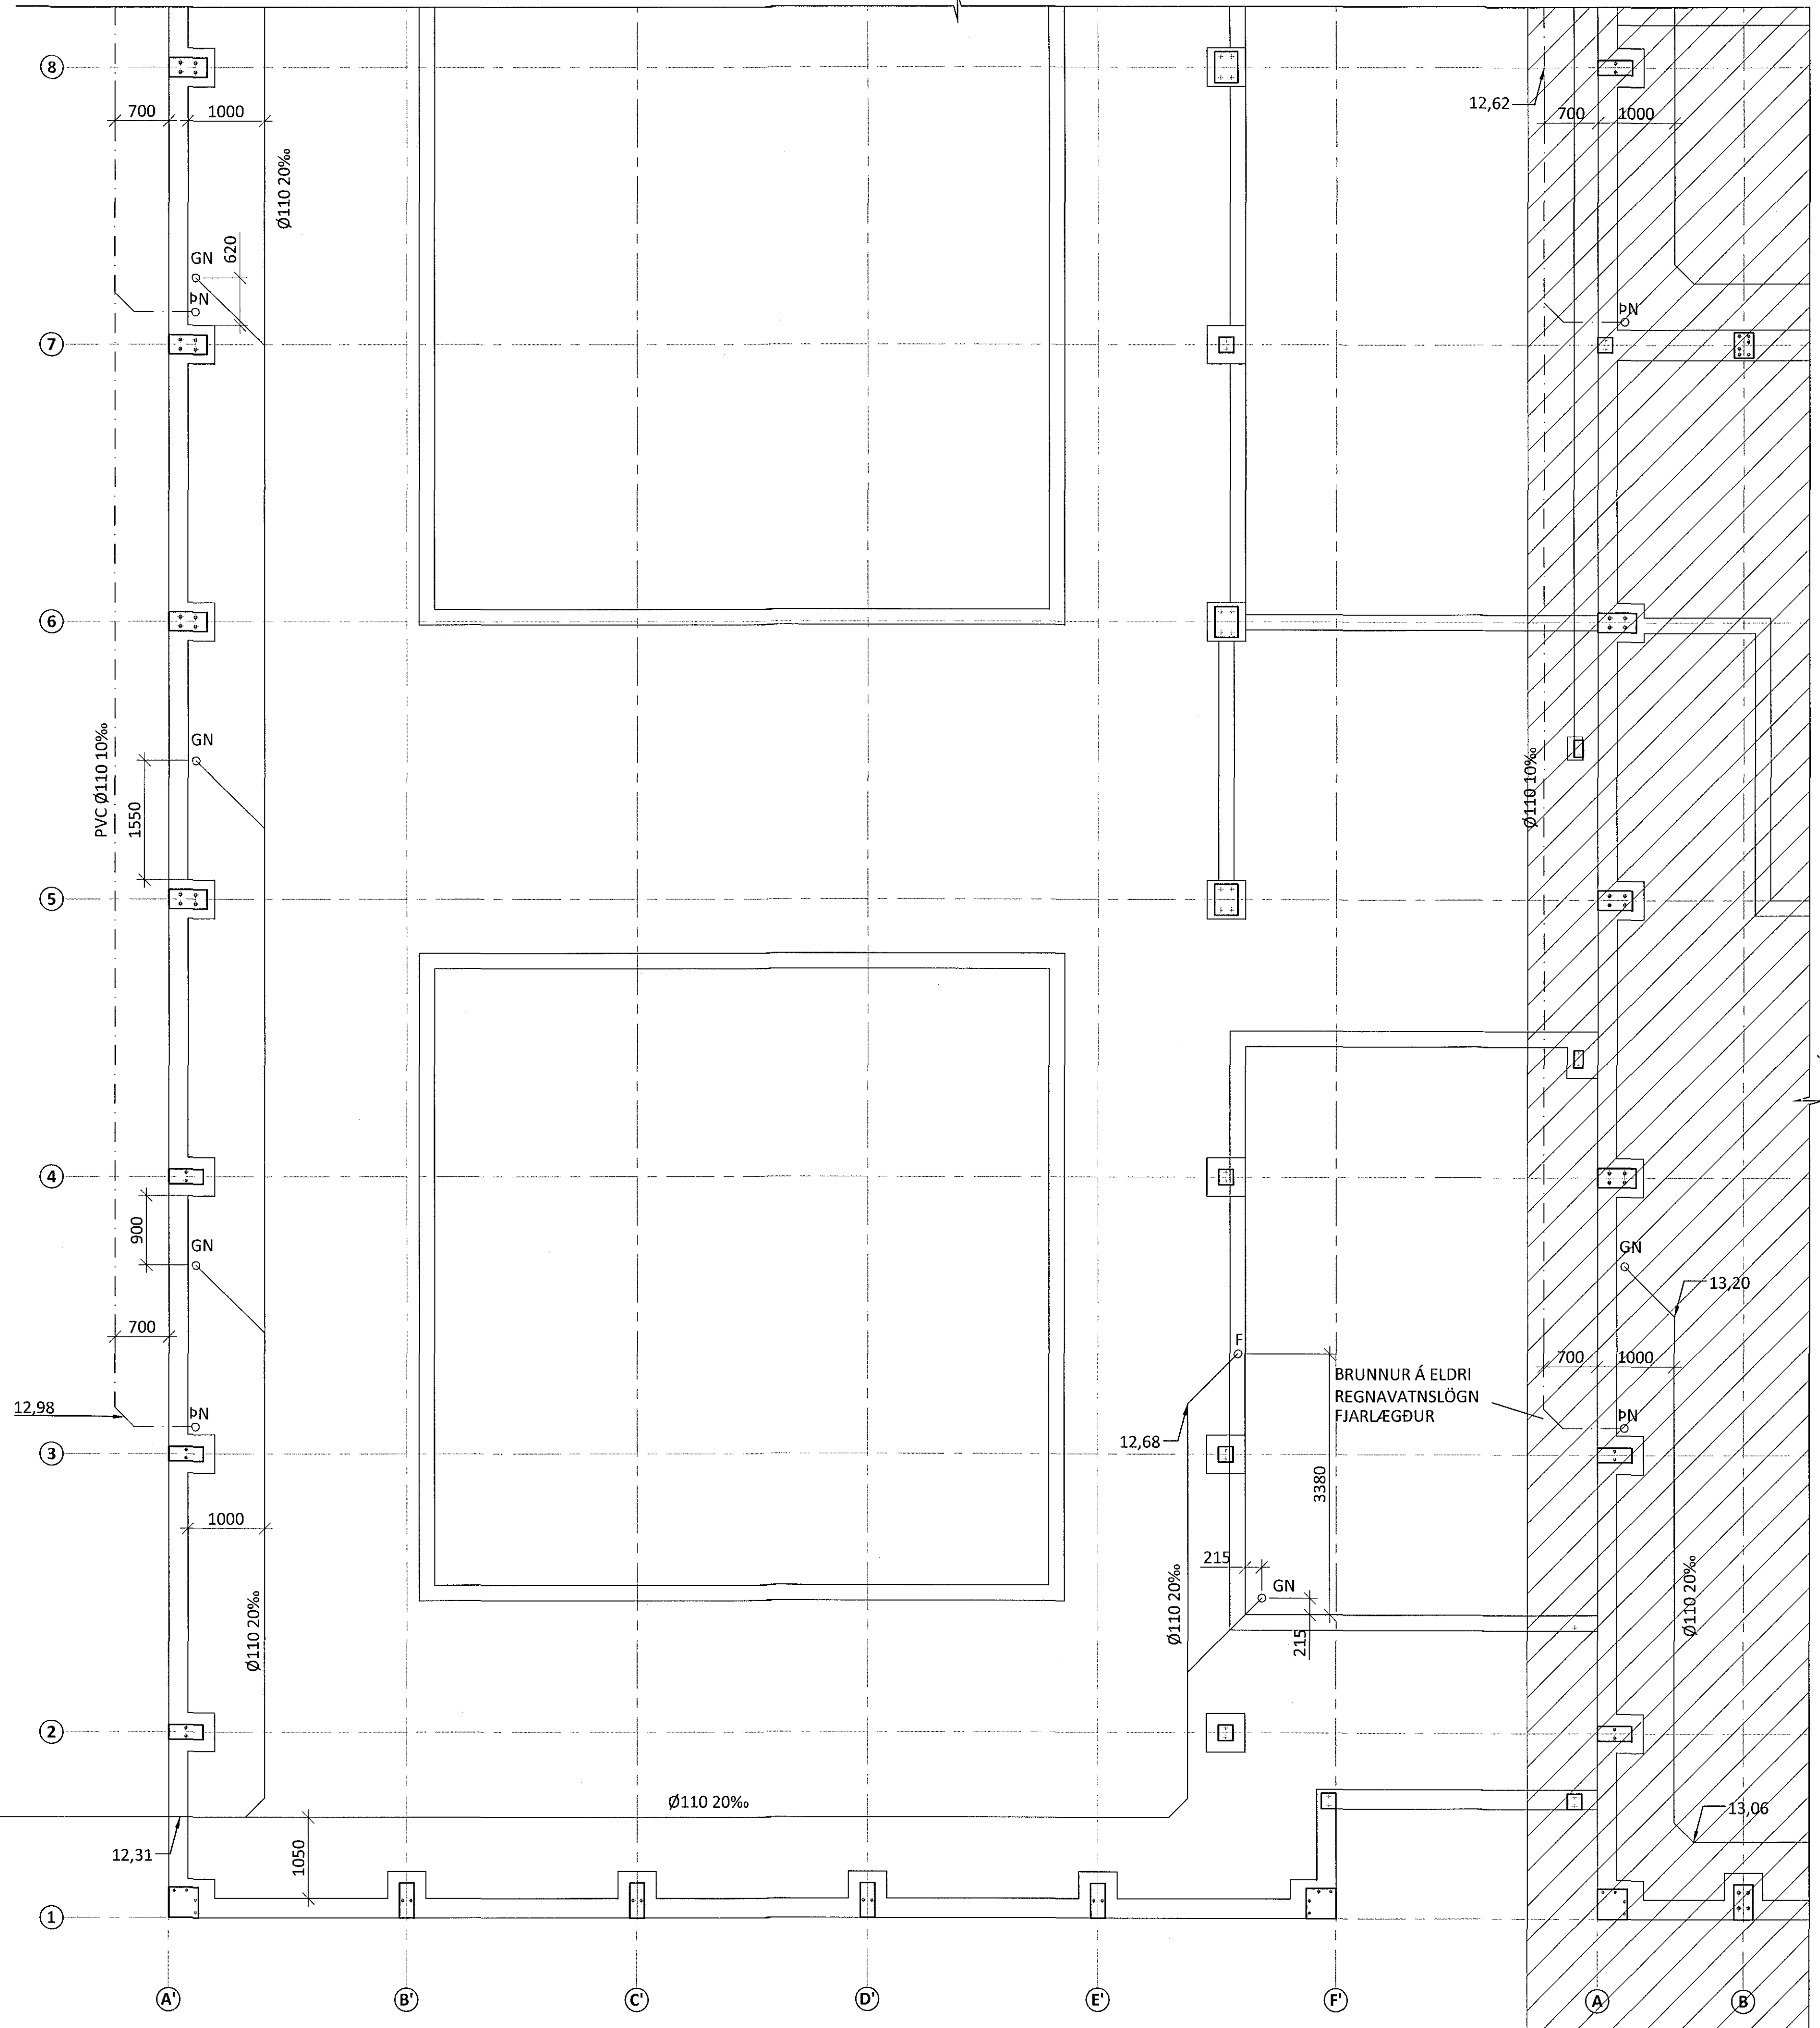 8
12,62
700
1000
700
1000
Ø110 20‰
620
GN
ÞN
ÞN
7
6
PVC Ø110 10‰
GN
1550
Ø110 10‰
5
4
900
GN
GN
13,20
700
F
700
1000
BRUNNUR Á ELDRI
REGNAVATNSLÖGN
FJARLÆGÐUR
12,98
ÞN
ÞN
12,68
3
3380
1000
215
GN
Ø110 20‰
Ø110 20‰
Ø110 20‰
215
2
Ø110 20‰
13,06
12,31
1050
1
A'
B'
C'
D'
E'
F'
A
B